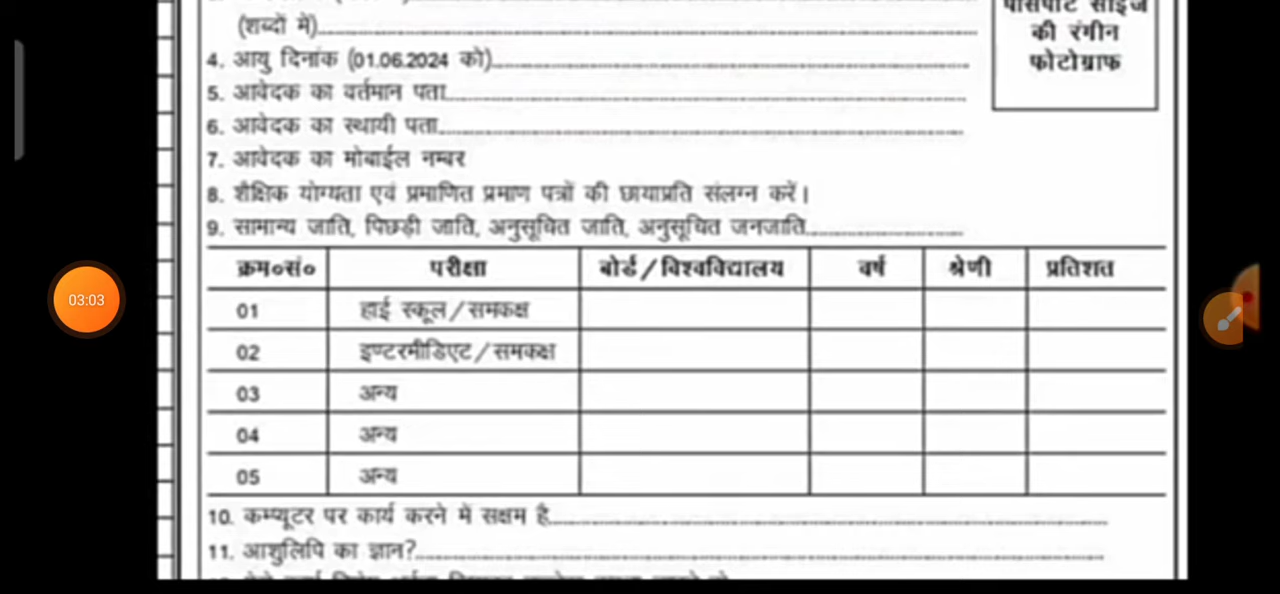 पासपोर्ट साइज
की रंगीन
फोटोग्राफ
(शब्दों में)
4. आयु दिनांक (01.06.2024 को)
5. आवेदक का वर्तमान पता
6. आवेदक का स्थायी पता
7. आवेदक का मोबाईल नम्बर
8. शैक्षिक योग्यता एवं प्रमाणित प्रमाण पत्रों की छायाप्रति संलग्न करें।
9. सामान्य जाति, पिछड़ी जाति, अनुसूचित जाति, अनुसूचित जनजाति
क्रम०सं० परीक्षा बोर्ड/विश्वविद्यालय वर्ष श्रेणी प्रतिशत
01 हाई स्कूल/समकक्ष
02 इण्टरमीडिएट/समकक्ष
03 अन्य
04 अन्य
05 अन्य
10. कम्प्यूटर पर कार्य करने में सक्षम है
11. आशुलिपि का ज्ञान?
03:03